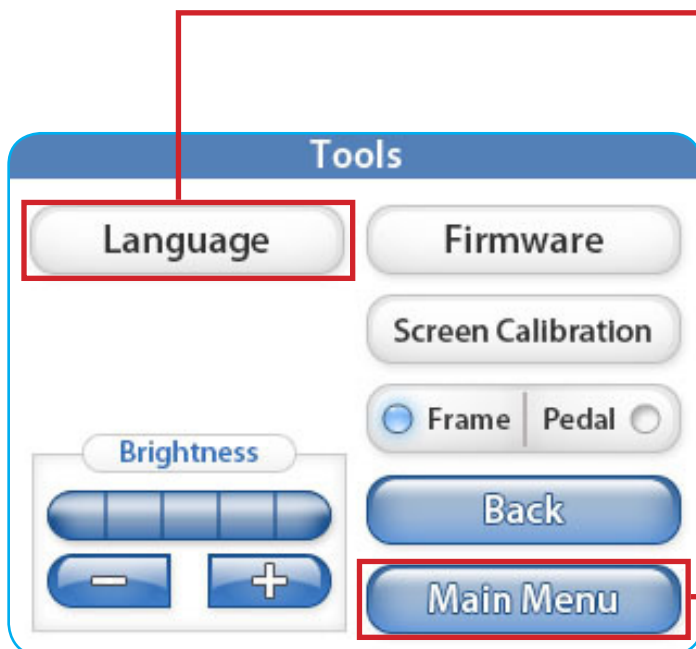 Tools
Language
Firmware
Screen Calibration
Frame Pedal
Brightness
Back
Main Menu